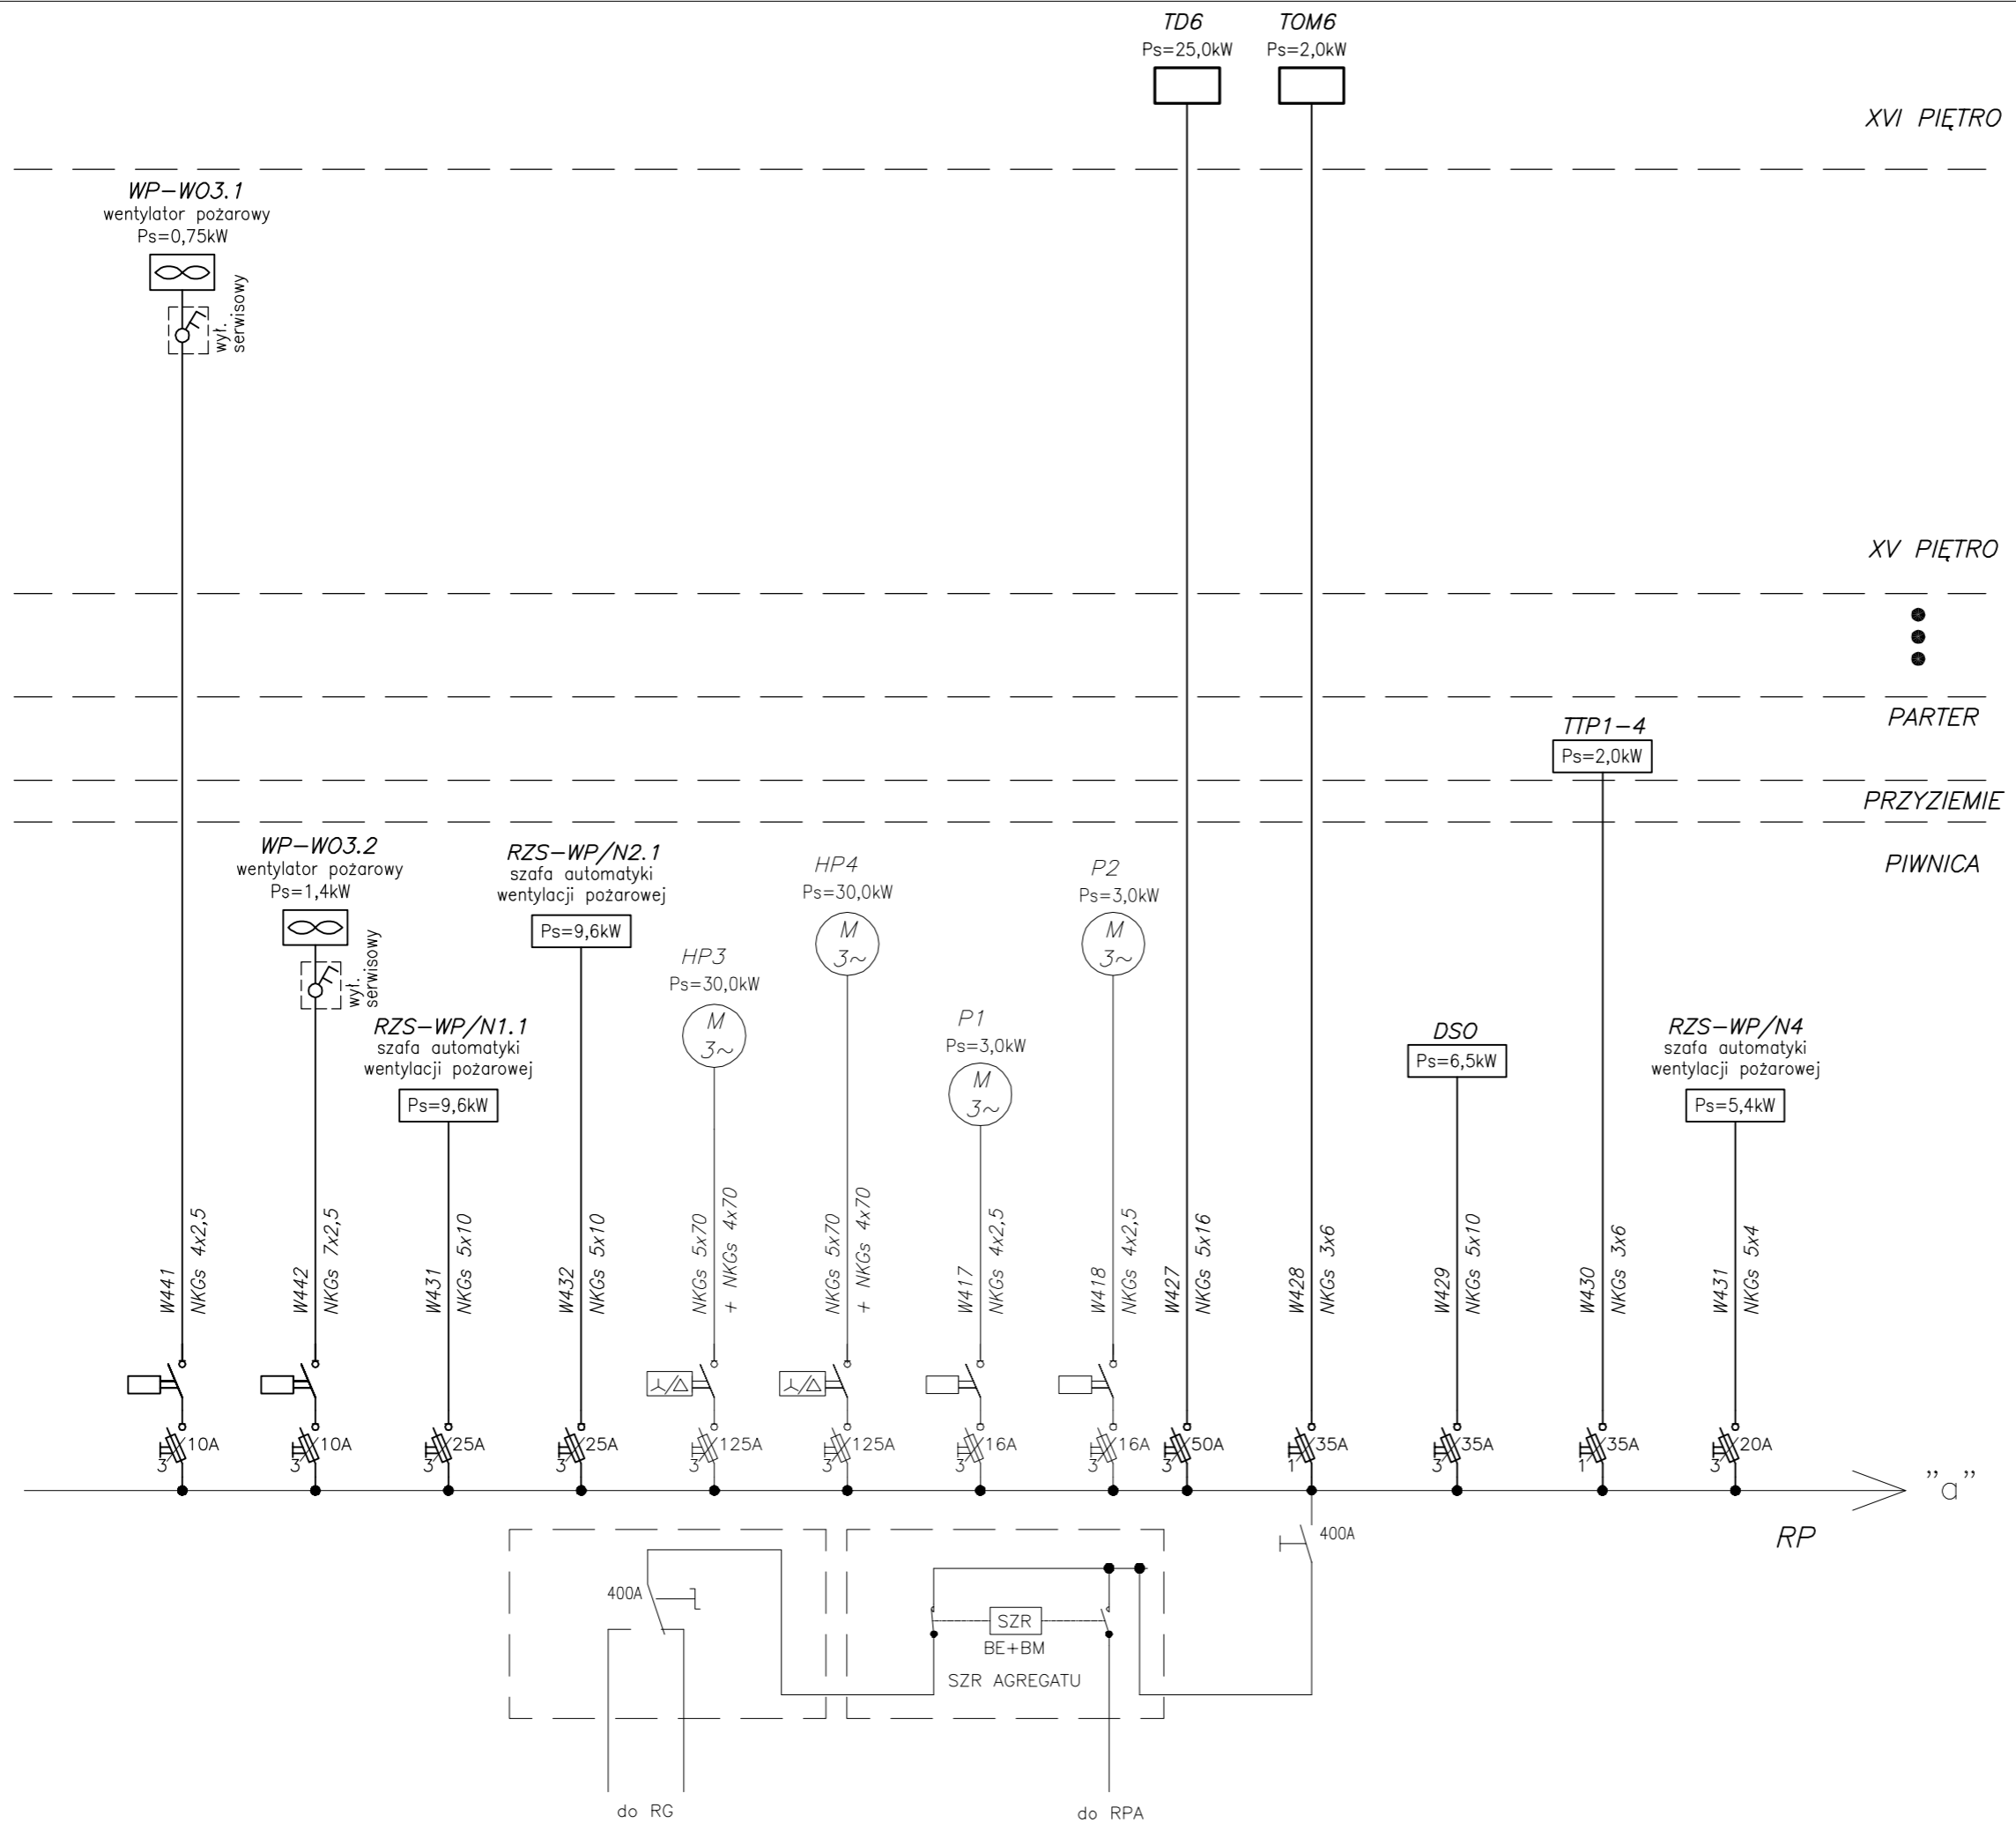 TD6
Ps=25,0kW
TOM6
Ps=2,0kW
XVI PIĘTRO
WP-WO3.1
wentylator pożarowy
Ps=0,75kW
wył.
serwisowy
XV PIĘTRO
PARTER
TTP1-4
Ps=2,0kW
PRZYZIEMIE
PIWNICA
WP-WO3.2
wentylator pożarowy
Ps=1,4kW
wył.
serwisowy
RZS-WP/N1.1
szafa automatyki
wentylacji pożarowej
Ps=9,6kW
RZS-WP/N2.1
szafa automatyki
wentylacji pożarowej
Ps=9,6kW
HP3
Ps=30,0kW
M
3~
HP4
Ps=30,0kW
M
3~
P1
Ps=3,0kW
M
3~
P2
Ps=3,0kW
M
3~
DSO
Ps=6,5kW
RZS-WP/N4
szafa automatyki
wentylacji pożarowej
Ps=5,4kW
W441
NKGs 4x2,5
W442
NKGs 7x2,5
W431
NKGs 5x10
W432
NKGs 5x10
NKGs 5x70
+ NKGs 4x70
NKGs 5x70
+ NKGs 4x70
W417
NKGs 4x2,5
W418
NKGs 4x2,5
W427
NKGs 5x16
W428
NKGs 3x6
W429
NKGs 5x10
W430
NKGs 3x6
W431
NKGs 5x4
10A
3
10A
3
25A
3
25A
3
125A
3
125A
3
16A
3
16A
3
50A
3
35A
1
35A
3
35A
1
20A
3
"a"
RP
400A
400A
SZR
BE+BM
SZR AGREGATU
do RG
do RPA